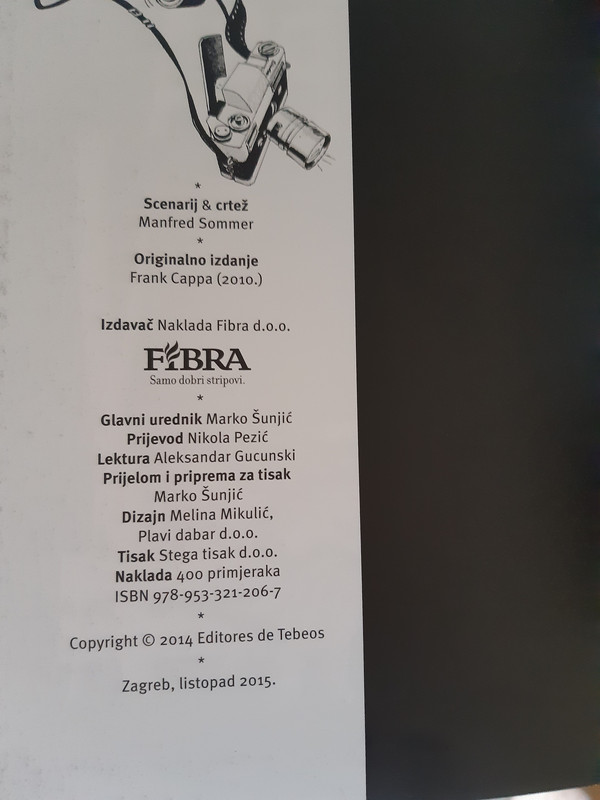 *
Scenarij & crtež
Manfred Sommer
*
Originalno izdanje
Frank Cappa (2010.)
Izdavač Naklada Fibra d.o.o.
FIBRA
Samo dobri stripovi.
*
Glavni urednik Marko Šunjić
Prijevod Nikola Pezić
Lektura Aleksandar Gucunski
Prijelom i priprema za tisak
Marko Šunjić
Dizajn Melina Mikulić,
Plavi dabar d.o.o.
Tisak Stega tisak d.o.o.
Naklada 400 primjeraka
ISBN 978-953-321-206-7
*
Copyright © 2014 Editores de Tebeos
*
Zagreb, listopad 2015.